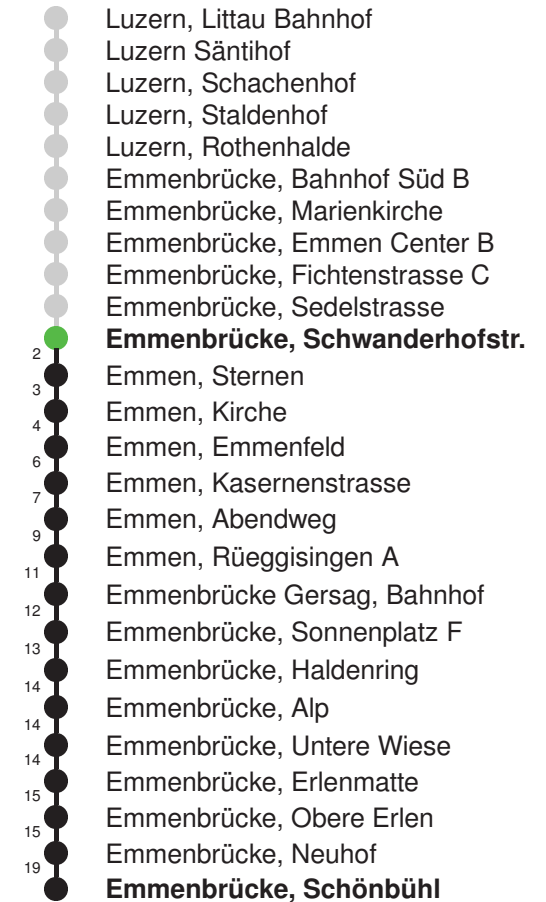 Luzern, Littau Bahnhof
Luzern Säntihof
Luzern, Schachenhof
Luzern, Staldenhof
Luzern, Rothenhalde
Emmenbrücke, Bahnhof Süd B
Emmenbrücke, Marienkirche
Emmenbrücke, Emmen Center B
Emmenbrücke, Fichtenstrasse C
Emmenbrücke, Sedelstrasse
Emmenbrücke, Schwanderhofstr.
2 Emmen, Sternen
3 Emmen, Kirche
4 Emmen, Emmenfeld
6 Emmen, Kasernenstrasse
7 Emmen, Abendweg
9 Emmen, Rüeggisingen A
11 Emmenbrücke Gersag, Bahnhof
12 Emmenbrücke, Sonnenplatz F
13 Emmenbrücke, Haldenring
14 Emmenbrücke, Alp
14 Emmenbrücke, Untere Wiese
14 Emmenbrücke, Erlenmatte
15 Emmenbrücke, Obere Erlen
15 Emmenbrücke, Neuhof
19 Emmenbrücke, Schönbühl